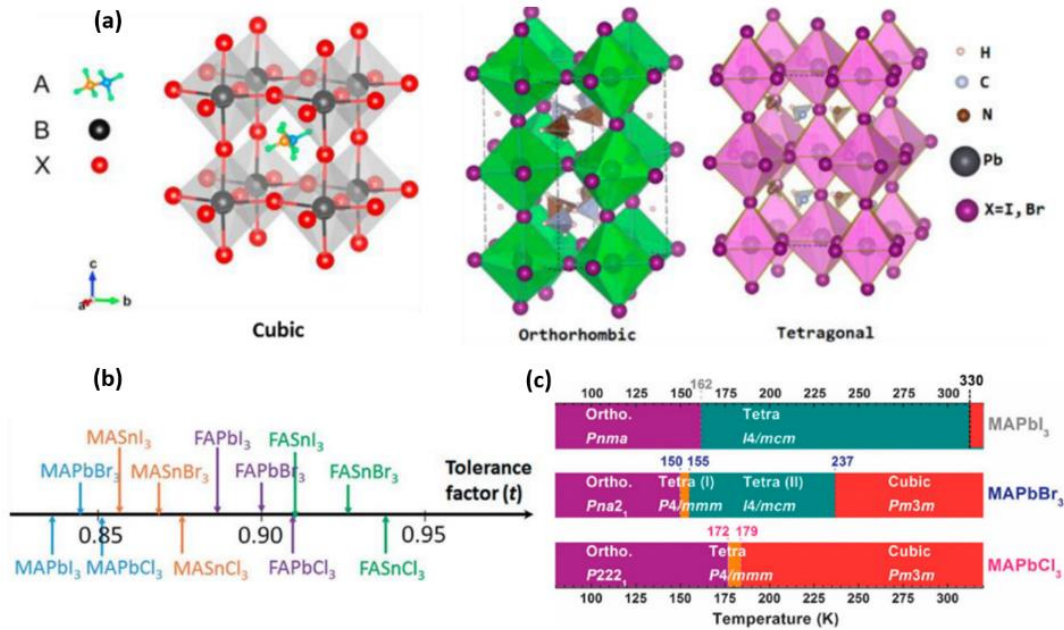 (a)
A
B
X
c
a
b
Cubic
Orthorhombic
Tetragonal
H
C
N
Pb
X=I, Br
(b)
MAPbBr3
MASnI3
MASnBr3
FAPbI3
FAPbBr3
FASnI3
FASnBr3
Tolerance
factor (t)
0.85
0.90
0.95
MAPbI3
MAPbCl3
MASnCl3
FAPbCl3
FASnCl3
(c)
162
330
100 150 175 200 225 250 275 300
Ortho.
Pnma
Tetra
I4/mcm
MAPbI3
150 155
237
Ortho.
Pna21
Tetra (I)
P4/mmm
Tetra (II)
I4/mcm
Cubic
Pm3m
MAPbBr3
172 179
Ortho.
P2221
Tetra
P4/mmm
Cubic
Pm3m
MAPbCl3
100 125 150 175 200 225 250 275 300
Temperature (K)